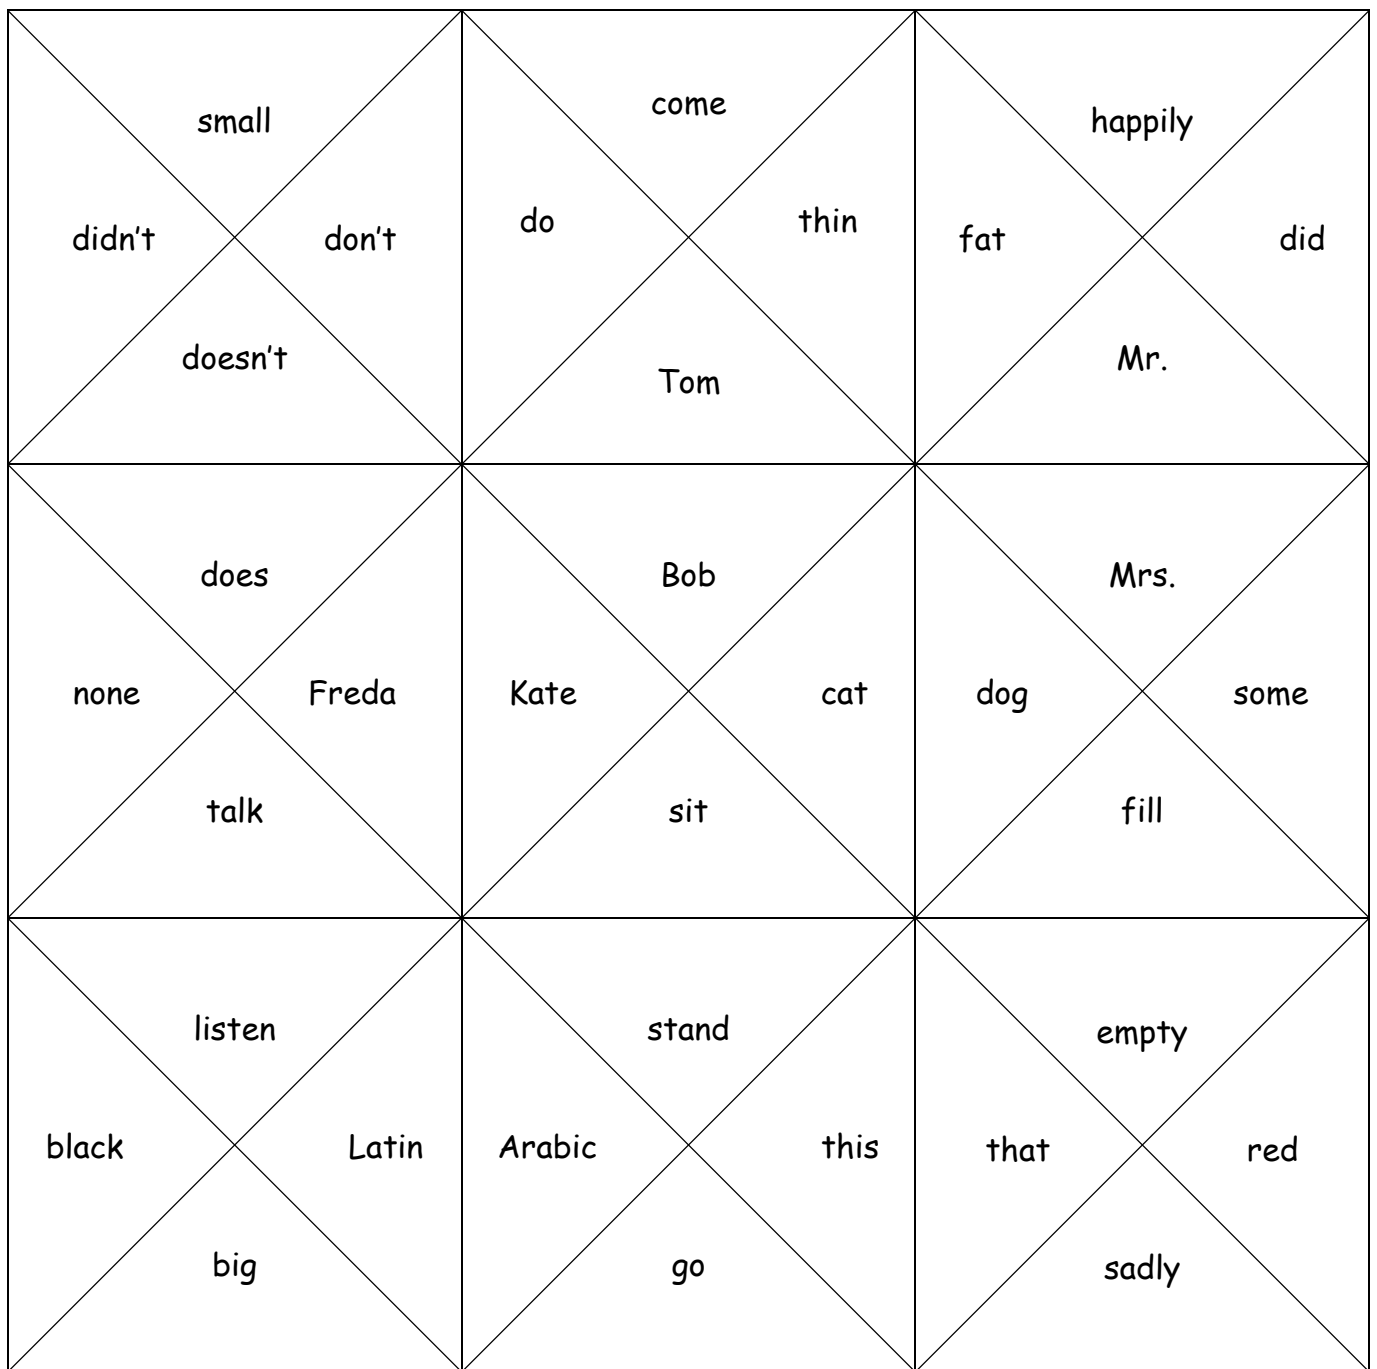 small
didn't
don't
doesn't
come
do
thin
Tom
happily
fat
did
Mr.
does
none
Freda
talk
Bob
Kate
cat
sit
Mrs.
dog
some
fill
listen
black
Latin
big
stand
Arabic
this
go
empty
that
red
sadly